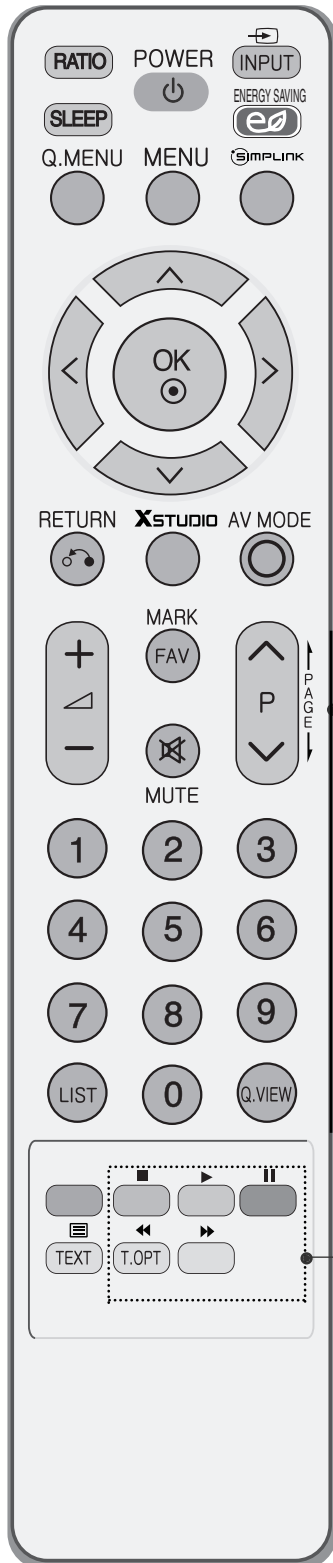 RATIO POWER INPUT
SLEEP ENERGY SAVING
Q.MENU MENU SIMPLINK
OK
RETURN XSTUDIO AV MODE
MARK
FAV
+
-
P
PAGE
MUTE
1 2 3
4 5 6
7 8 9
LIST 0 Q.VIEW
TEXT T.OPT